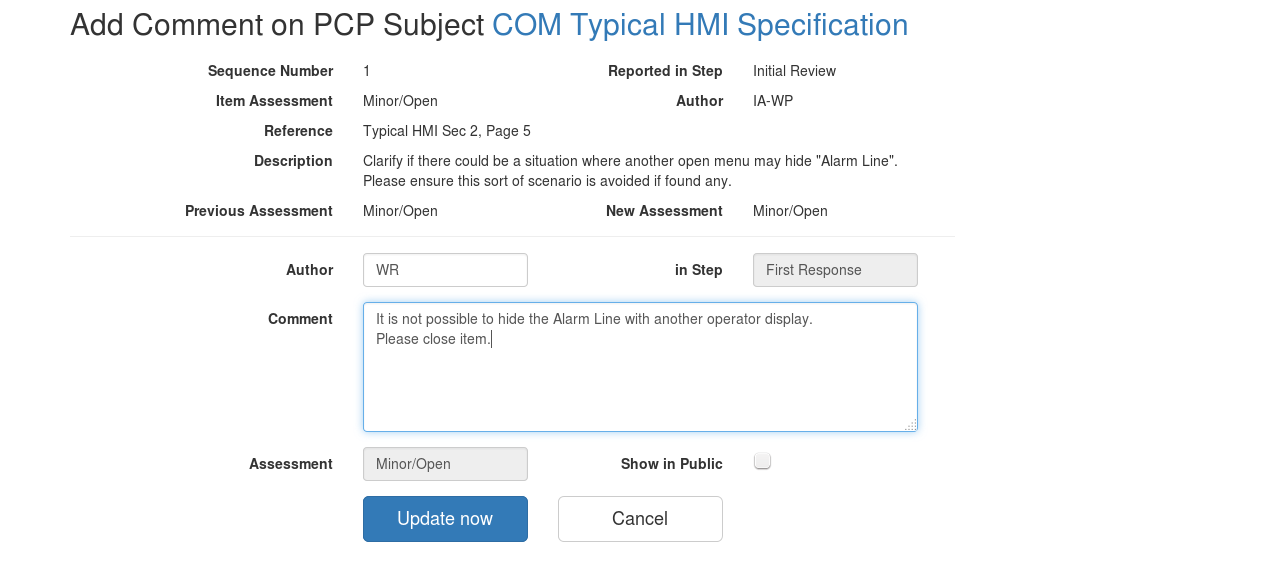 Add Comment on PCP Subject COM Typical HMI Specification
Sequence Number 1 Reported in Step Initial Review
Item Assessment Minor/Open Author IA-WP
Reference Typical HMI Sec 2, Page 5
Description Clarify if there could be a situation where another open menu may hide "Alarm Line".
Please ensure this sort of scenario is avoided if found any.
Previous Assessment Minor/Open New Assessment Minor/Open
Author WR in Step First Response
Comment It is not possible to hide the Alarm Line with another operator display.
Please close item.
Assessment Minor/Open Show in Public
Update now Cancel